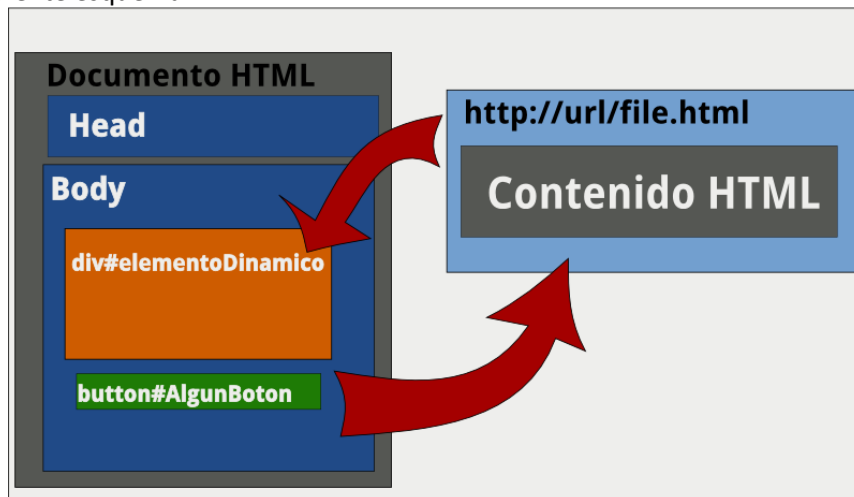 Documento HTML
Head
Body
div#elementoDinamico
button#AlgunBoton
http://url/file.html
Contenido HTML